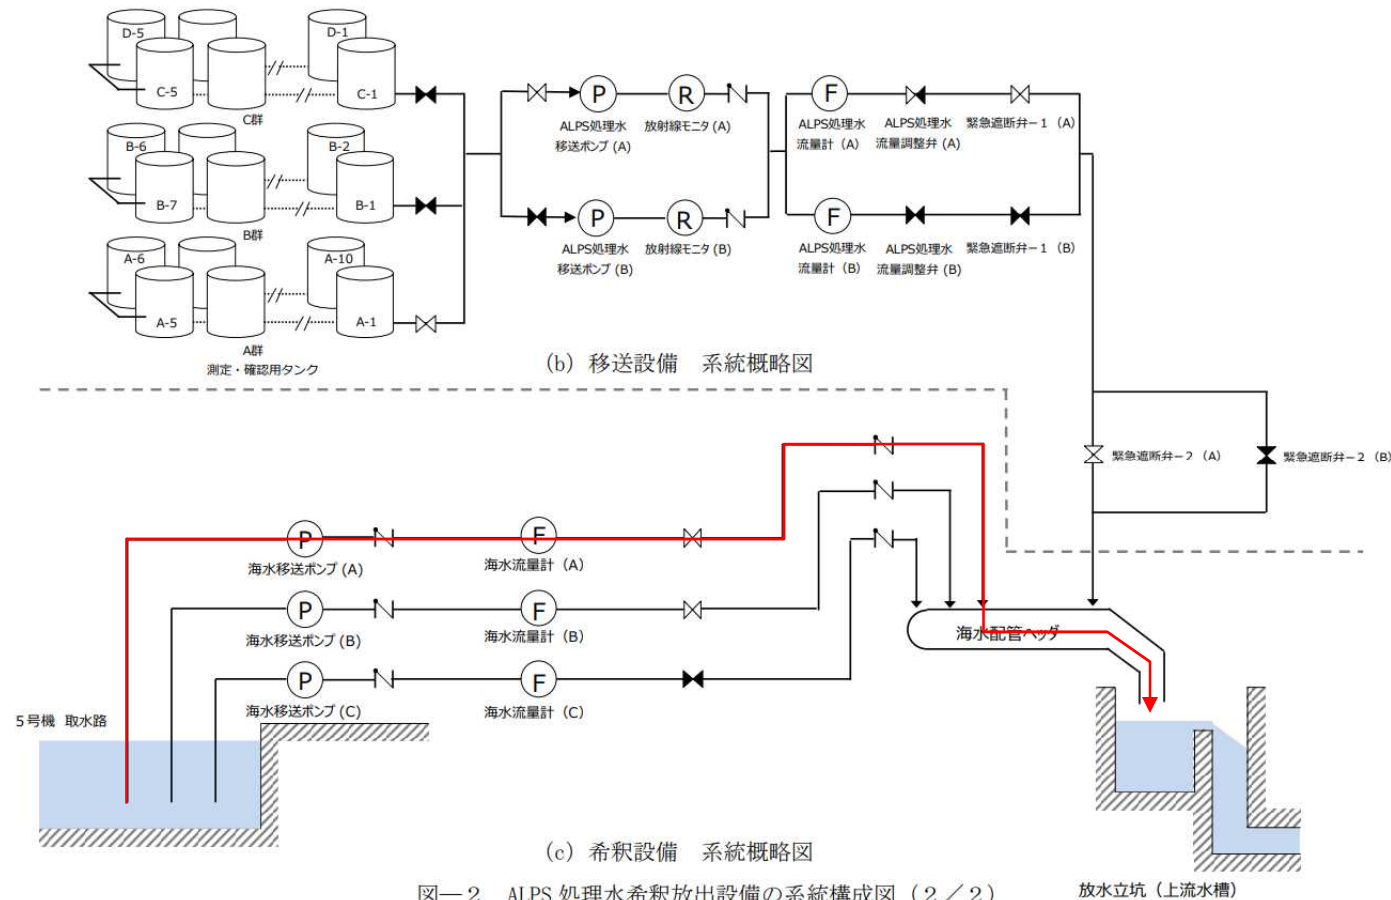 D-5
D-1
C-5
C-1
C群
B-6
B-2
B-7
B-1
B群
A-6
A-10
A-5
A-1
A群
測定・確認用タンク
P
ALPS処理水
移送ポンプ (A)
R
放射線モニタ (A)
F
ALPS処理水
流量計 (A)
ALPS処理水
流量調整弁 (A)
緊急遮断弁－1 (A)
P
ALPS処理水
移送ポンプ (B)
R
放射線モニタ (B)
F
ALPS処理水
流量計 (B)
ALPS処理水
流量調整弁 (B)
緊急遮断弁－1 (B)
(b) 移送設備　系統概略図
緊急遮断弁－2 (A)
緊急遮断弁－2 (B)
P
海水移送ポンプ (A)
F
海水流量計 (A)
P
海水移送ポンプ (B)
F
海水流量計 (B)
P
海水移送ポンプ (C)
F
海水流量計 (C)
海水配管ヘッダ
5号機 取水路
(c) 希釈設備　系統概略図
図―2　ALPS 処理水希釈放出設備の系統構成図 (2／2)
放水立坑 (上流水槽)